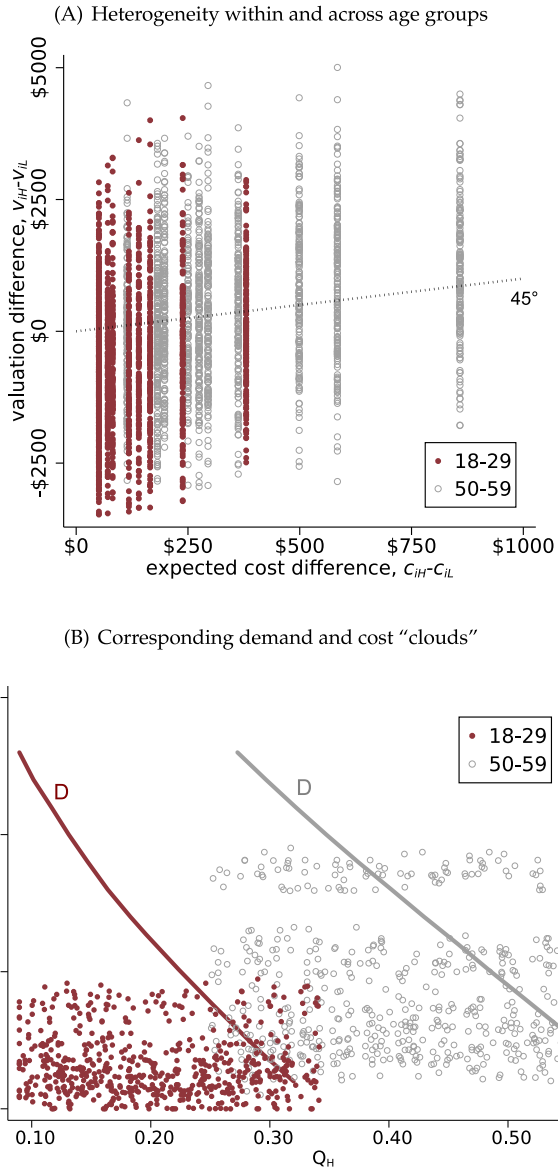 (A) Heterogeneity within and across age groups
valuation difference, v_iH-v_iL
$5000
$2500
$0
-$2500
45°
18-29
50-59
$0 $250 $500 $750 $1000
expected cost difference, c_iH-c_iL
(B) Corresponding demand and cost “clouds”
18-29
50-59
D
D
0.10 0.20 0.30 0.40 0.50
Q_H